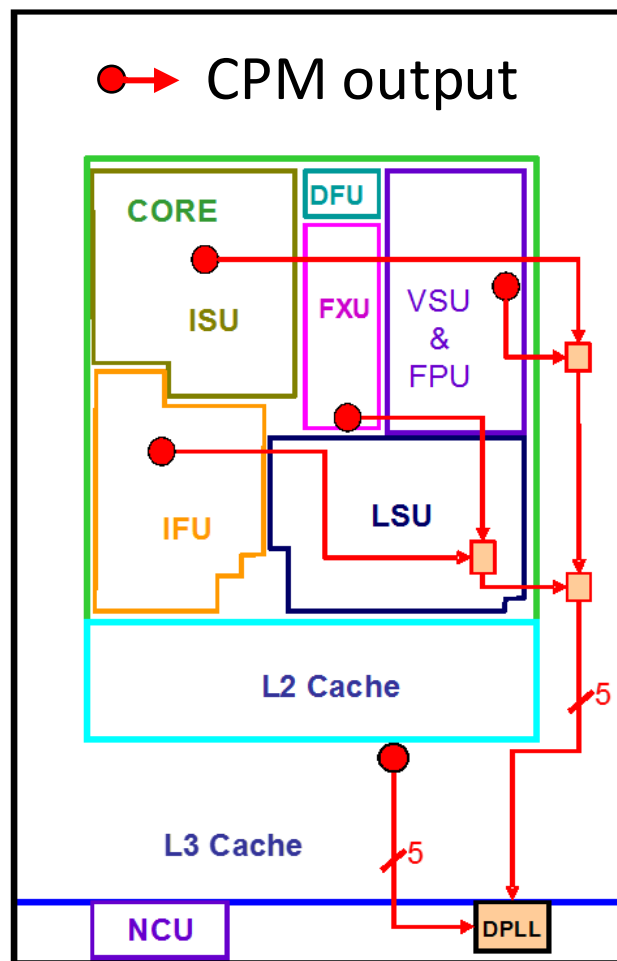 CPM output
CORE
DFU
ISU
FXU
VSU
&
FPU
IFU
LSU
L2 Cache
5
L3 Cache
5
NCU
DPLL